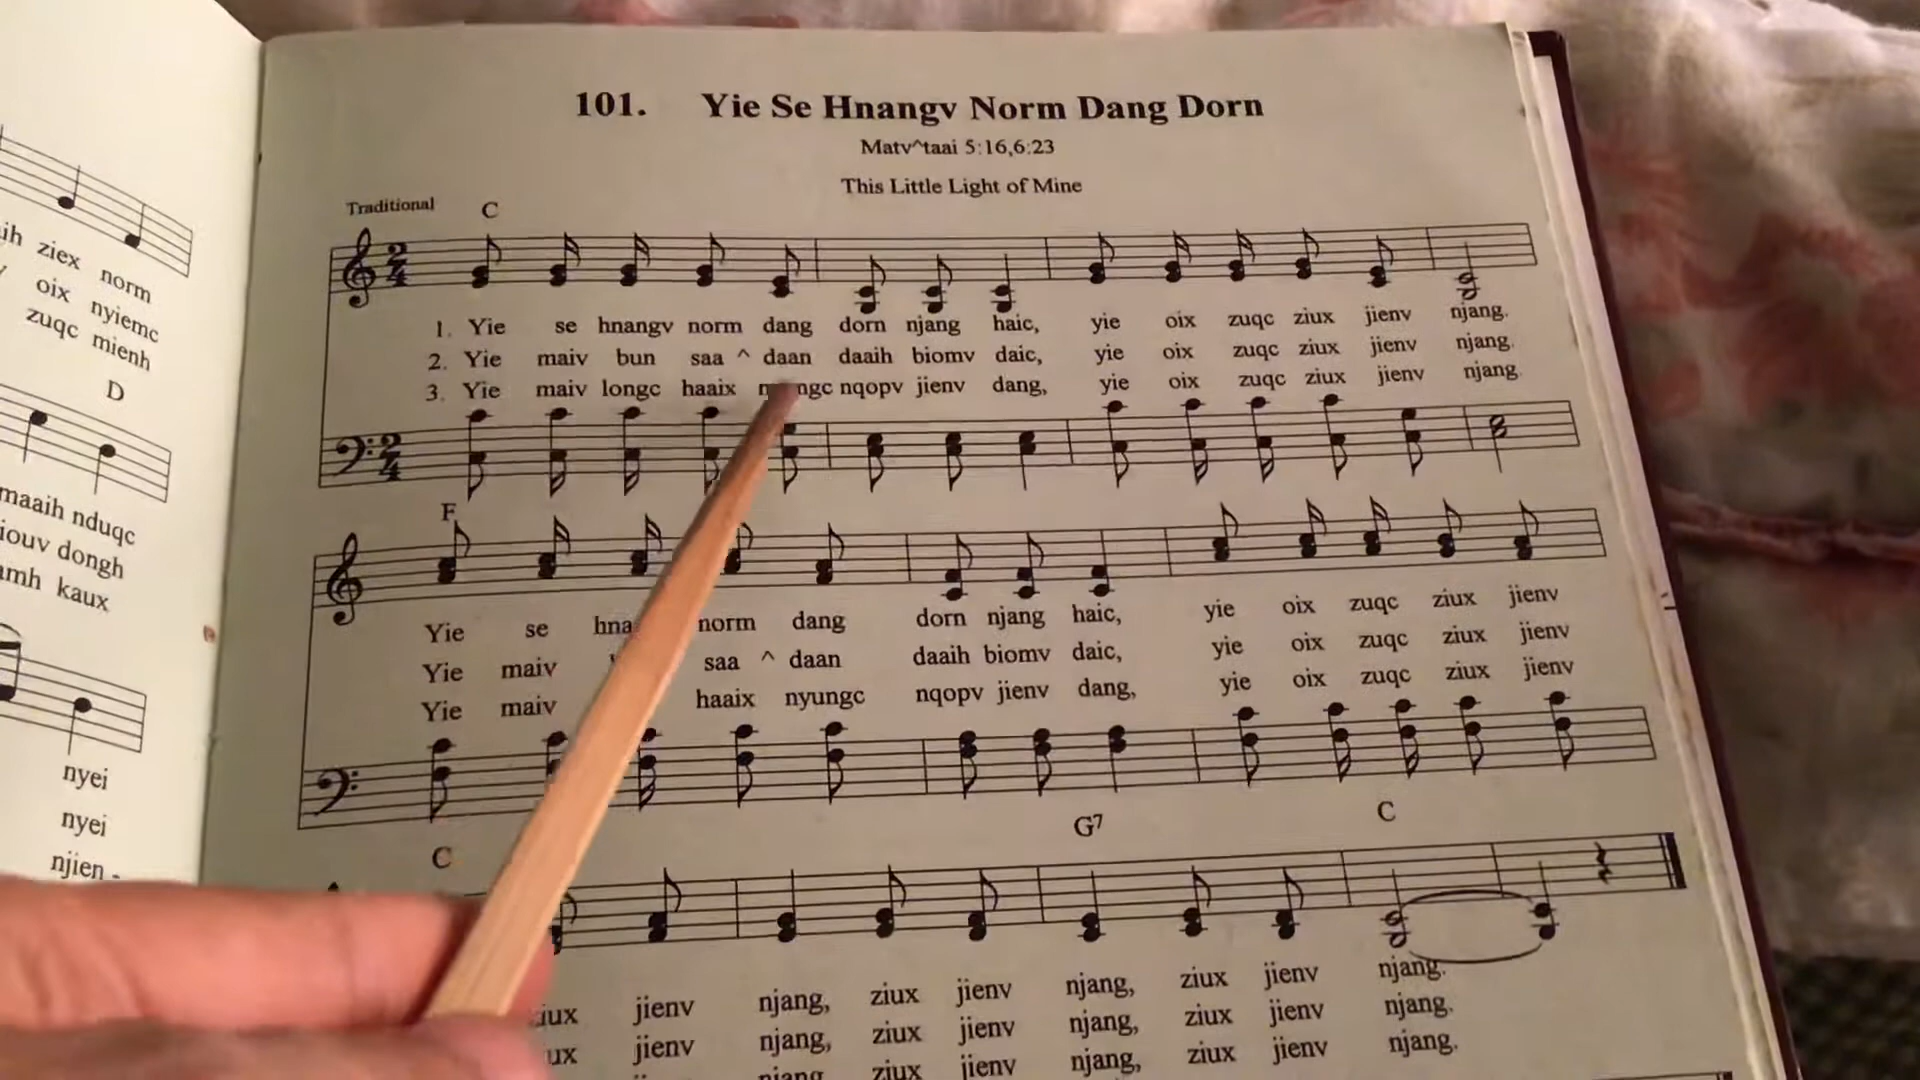 ih ziex norm
oix nyiemc
zuqc mienh
D
maaih nduqc
iouv dongh
amh kaux
nyei
nyei
njien -
101. Yie Se Hnangv Norm Dang Dorn
Matv^taai 5:16,6:23
This Little Light of Mine
Traditional
C
1. Yie se hnangv norm dang dorn njang haic, yie oix zuqc ziux jienv njang.
2. Yie maiv bun saa ^ daan daaih biomv daic, yie oix zuqc ziux jienv njang.
3. Yie maiv longc haaix nqopv jienv dang, yie oix zuqc ziux jienv njang.
F
Yie se norm dang dorn njang haic, yie oix zuqc ziux jienv
Yie maiv saa ^ daan daaih biomv daic, yie oix zuqc ziux jienv
Yie maiv haaix nyungc nqopv jienv dang, yie oix zuqc ziux jienv
C G7 C
jienv njang, ziux jienv njang, ziux jienv njang.
jienv njang, ziux jienv njang, ziux jienv njang.
ziux jienv njang, ziux jienv njang.